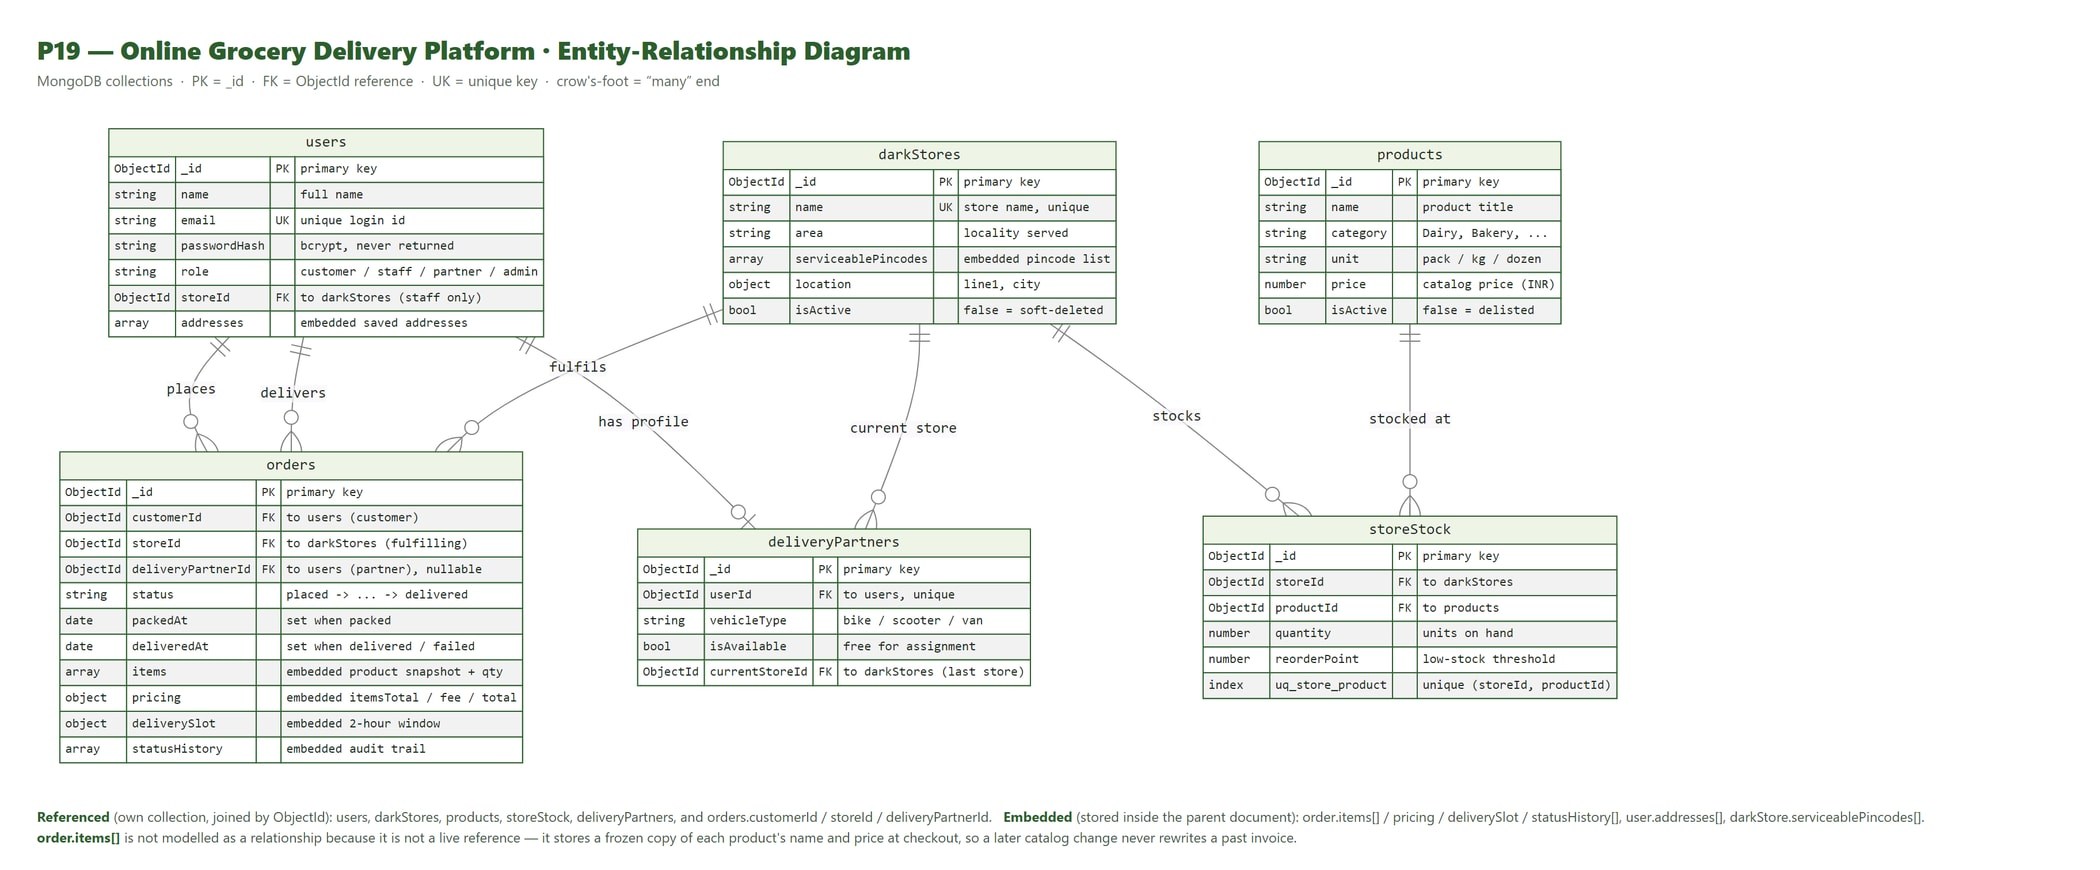 P19 — Online Grocery Delivery Platform · Entity-Relationship Diagram
MongoDB collections · PK = _id · FK = ObjectId reference · UK = unique key · crow's-foot = “many” end
users
ObjectId _id PK primary key
string name full name
string email UK unique login id
string passwordHash bcrypt, never returned
string role customer / staff / partner / admin
ObjectId storeId FK to darkStores (staff only)
array addresses embedded saved addresses
darkStores
ObjectId _id PK primary key
string name UK store name, unique
string area locality served
array serviceablePincodes embedded pincode list
object location line1, city
bool isActive false = soft-deleted
products
ObjectId _id PK primary key
string name product title
string category Dairy, Bakery, ...
string unit pack / kg / dozen
number price catalog price (INR)
bool isActive false = delisted
places
delivers
fulfils
has profile
current store
stocks
stocked at
orders
ObjectId _id PK primary key
ObjectId customerId FK to users (customer)
ObjectId storeId FK to darkStores (fulfilling)
ObjectId deliveryPartnerId FK to users (partner), nullable
string status placed -> ... -> delivered
date packedAt set when packed
date deliveredAt set when delivered / failed
array items embedded product snapshot + qty
object pricing embedded itemsTotal / fee / total
object deliverySlot embedded 2-hour window
array statusHistory embedded audit trail
deliveryPartners
ObjectId _id PK primary key
ObjectId userId FK to users, unique
string vehicleType bike / scooter / van
bool isAvailable free for assignment
ObjectId currentStoreId FK to darkStores (last store)
storeStock
ObjectId _id PK primary key
ObjectId storeId FK to darkStores
ObjectId productId FK to products
number quantity units on hand
number reorderPoint low-stock threshold
index uq_store_product unique (storeId, productId)
Referenced (own collection, joined by ObjectId): users, darkStores, products, storeStock, deliveryPartners, and orders.customerId / storeId / deliveryPartnerId. Embedded (stored inside the parent document): order.items[] / pricing / deliverySlot / statusHistory[], user.addresses[], darkStore.serviceablePincodes[].
order.items[] is not modelled as a relationship because it is not a live reference — it stores a frozen copy of each product's name and price at checkout, so a later catalog change never rewrites a past invoice.